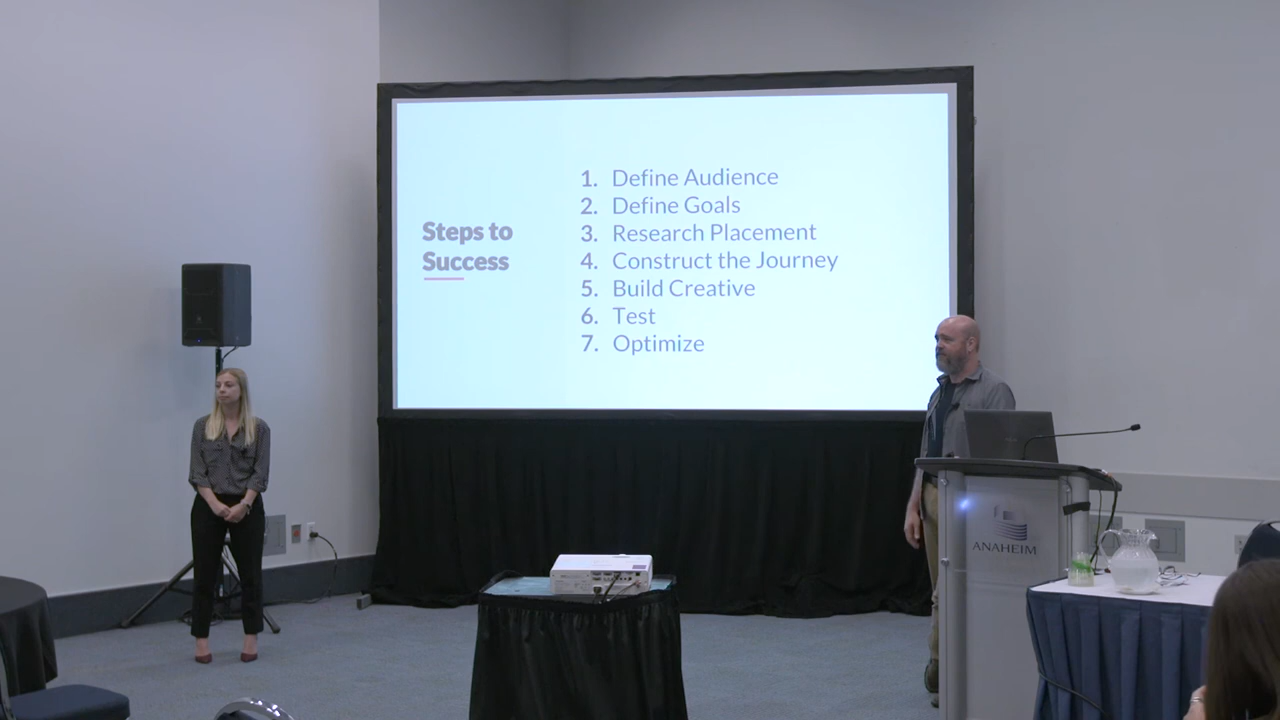 Steps to
Success
1. Define Audience
2. Define Goals
3. Research Placement
4. Construct the Journey
5. Build Creative
6. Test
7. Optimize
ANAHEIM